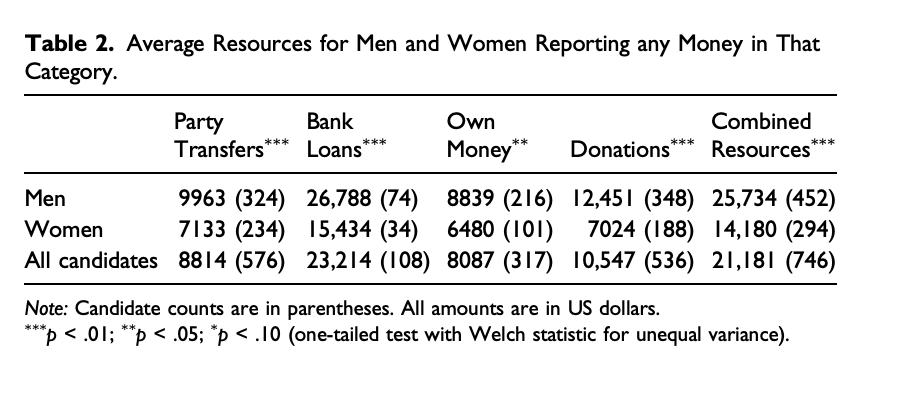 Table 2. Average Resources for Men and Women Reporting any Money in That
Category.
Party Transfers*** Bank Loans*** Own Money** Donations*** Combined Resources***
Men 9963 (324) 26,788 (74) 8839 (216) 12,451 (348) 25,734 (452)
Women 7133 (234) 15,434 (34) 6480 (101) 7024 (188) 14,180 (294)
All candidates 8814 (576) 23,214 (108) 8087 (317) 10,547 (536) 21,181 (746)
Note: Candidate counts are in parentheses. All amounts are in US dollars.
***p < .01; **p < .05; *p < .10 (one-tailed test with Welch statistic for unequal variance).